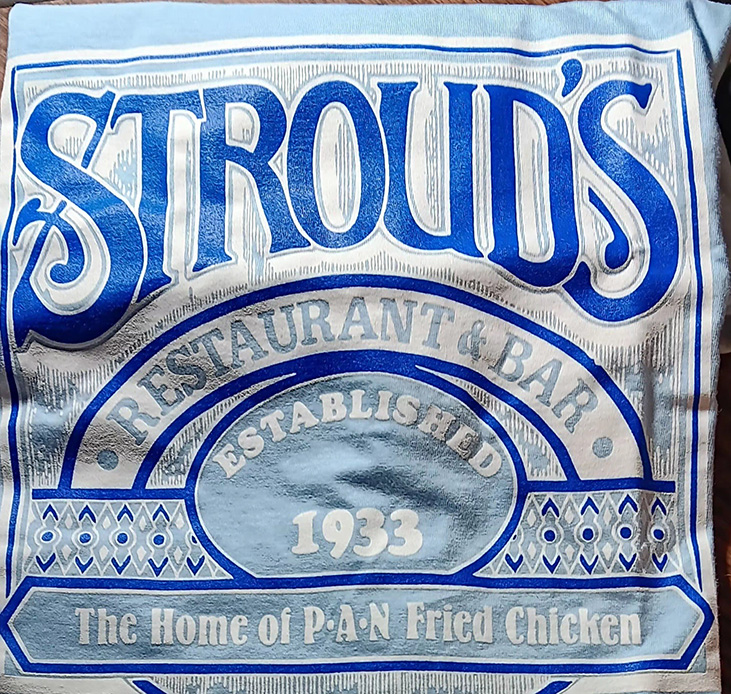 STROUD'S
RESTAURANT & BAR
ESTABLISHED
1933
The Home of P·A·N Fried Chicken